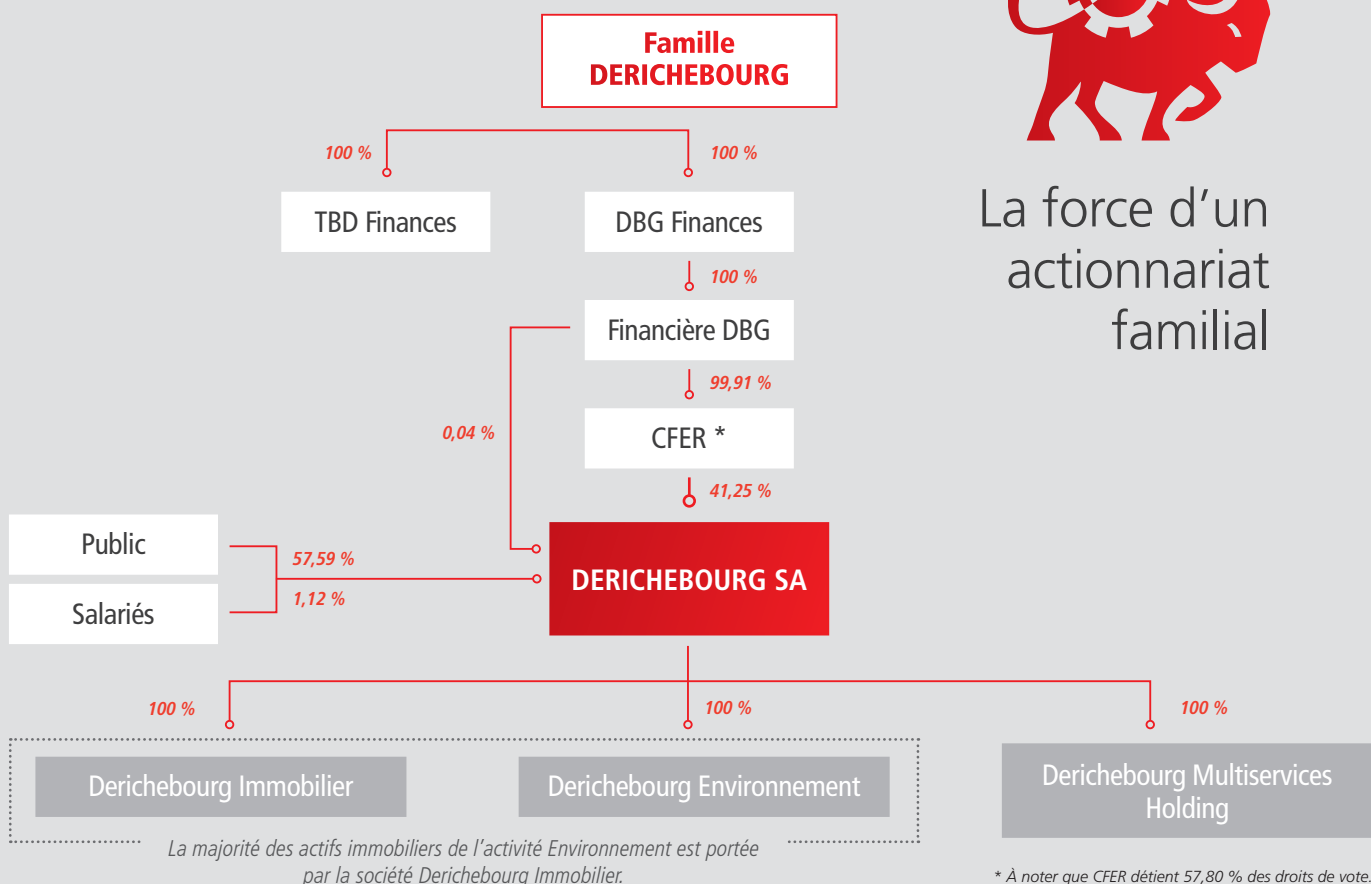 Famille
DERICHEBOURG
100 %
100 %
TBD Finances
DBG Finances
La force d’un
actionnariat
familial
100 %
Financière DBG
99,91 %
0,04 %
CFER *
41,25 %
Public
57,59 %
DERICHEBOURG SA
1,12 %
Salariés
100 %
100 %
100 %
Derichebourg Immobilier
Derichebourg Environnement
Derichebourg Multiservices
Holding
La majorité des actifs immobiliers de l’activité Environnement est portée
par la société Derichebourg Immobilier.
* À noter que CFER détient 57,80 % des droits de vote.